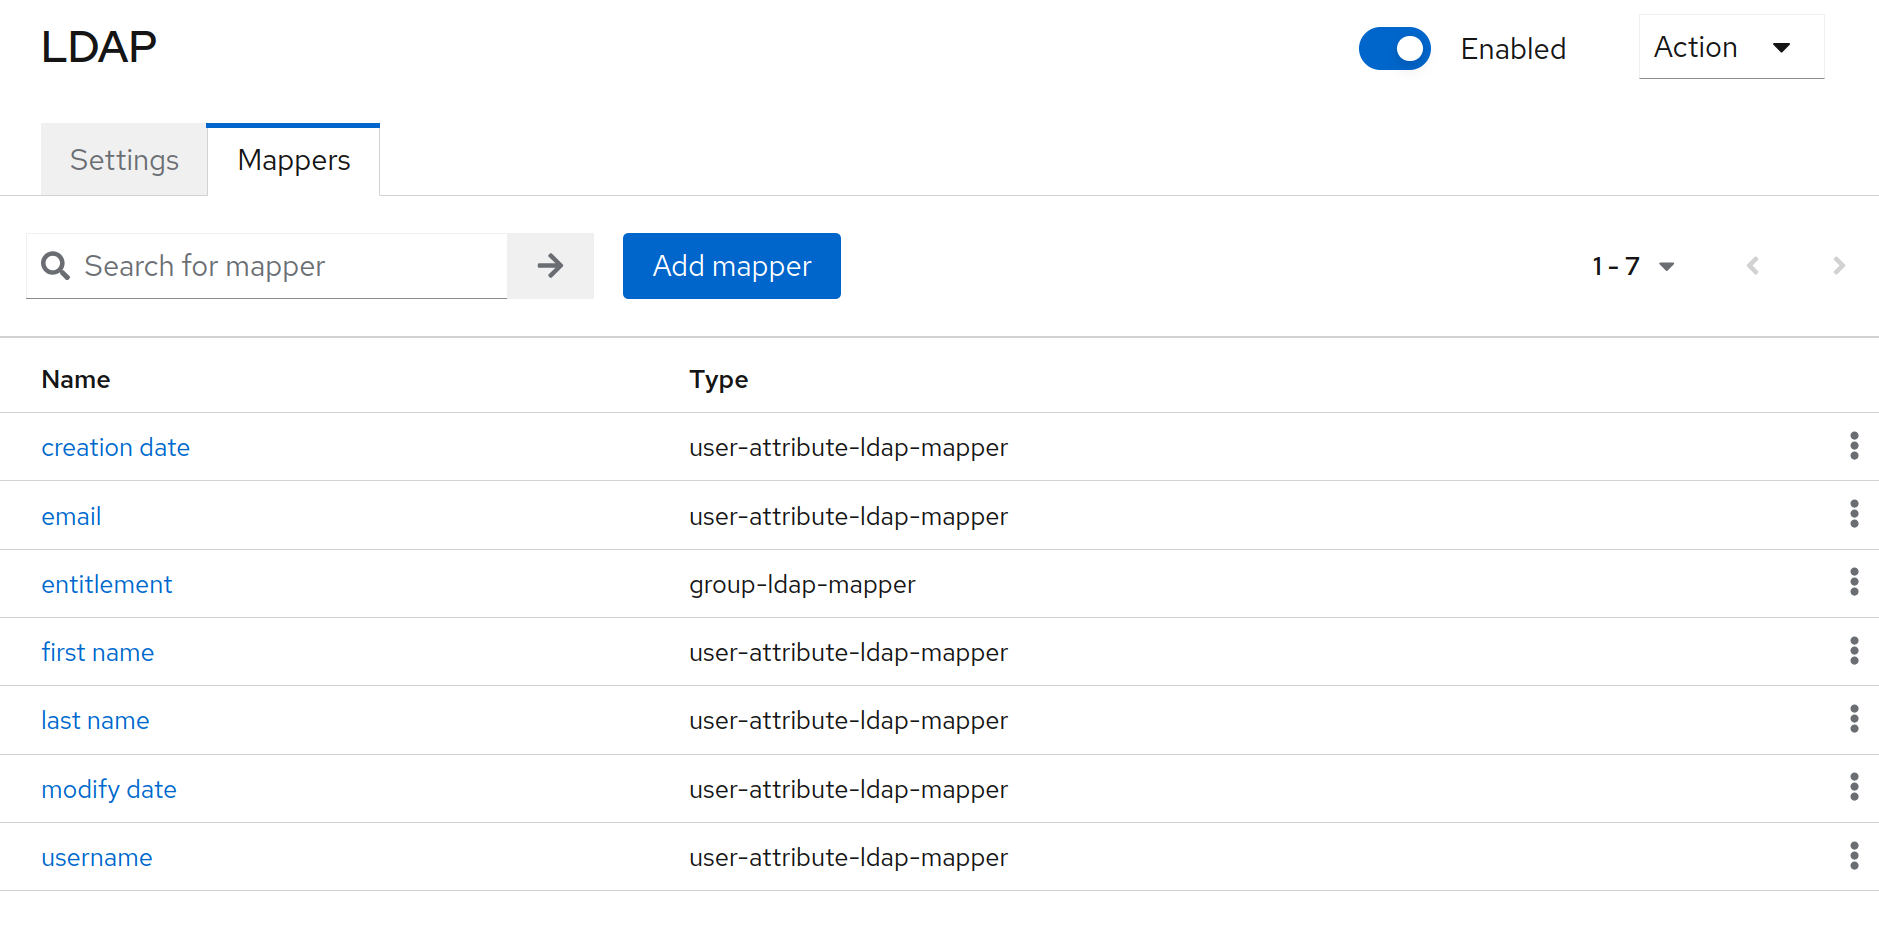 LDAP
Enabled
Action
Settings Mappers
Search for mapper
Add mapper
1 - 7
Name Type
creation date user-attribute-ldap-mapper
email user-attribute-ldap-mapper
entitlement group-ldap-mapper
first name user-attribute-ldap-mapper
last name user-attribute-ldap-mapper
modify date user-attribute-ldap-mapper
username user-attribute-ldap-mapper